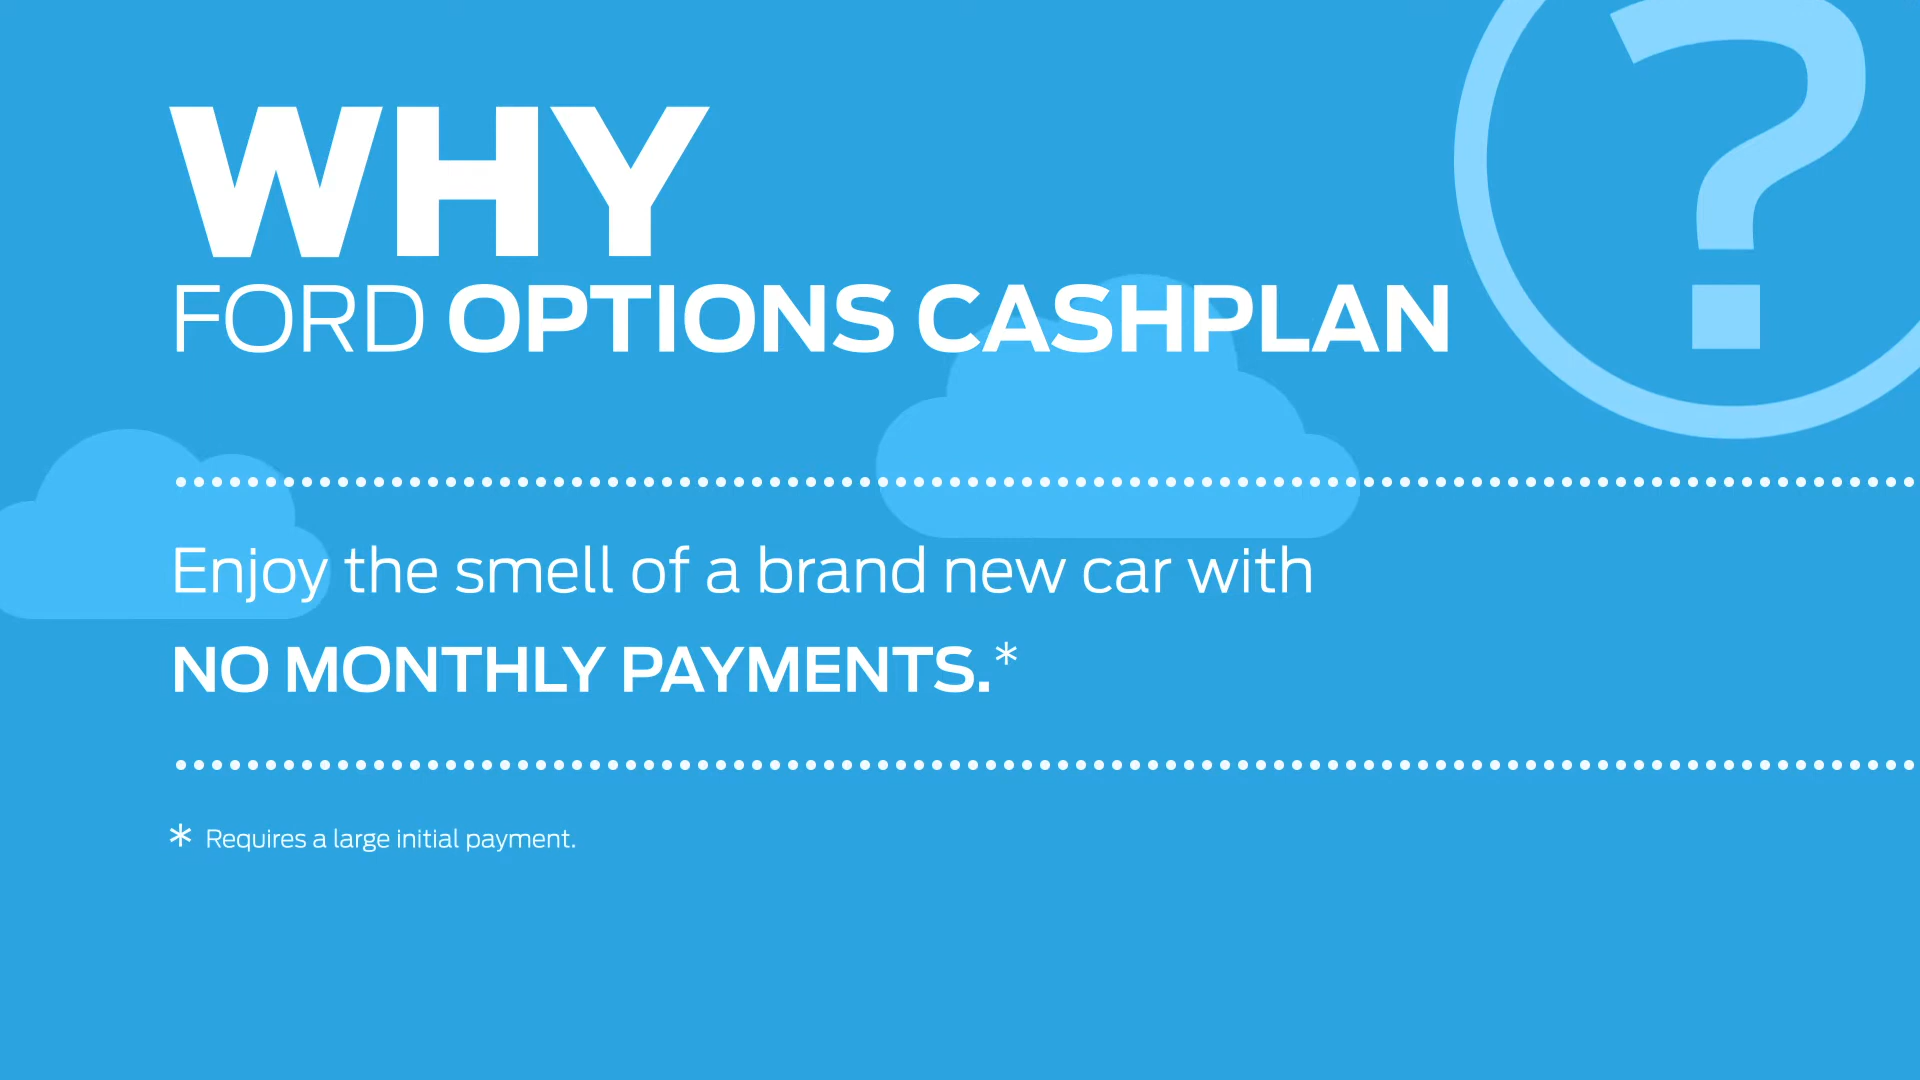 WHY
FORD OPTIONS CASHPLAN
?
Enjoy the smell of a brand new car with
NO MONTHLY PAYMENTS.*
* Requires a large initial payment.